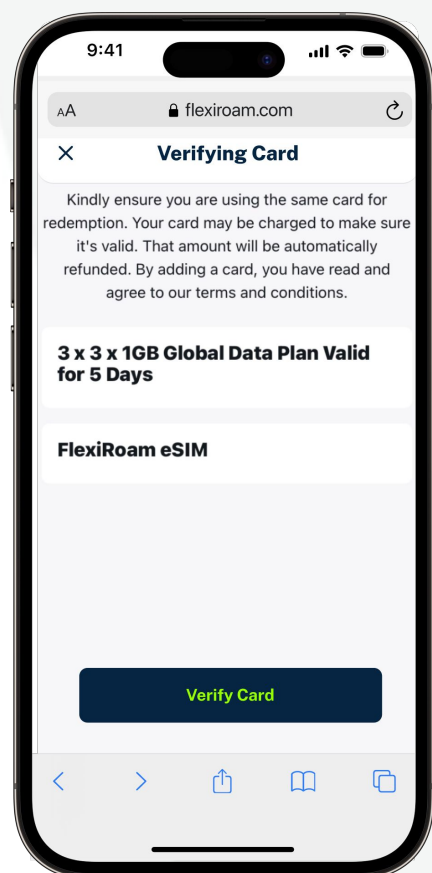 9:41
AA flexiroam.com
Verifying Card
Kindly ensure you are using the same card for
redemption. Your card may be charged to make sure
it's valid. That amount will be automatically
refunded. By adding a card, you have read and
agree to our terms and conditions.
3 x 3 x 1GB Global Data Plan Valid
for 5 Days
FlexiRoam eSIM
Verify Card